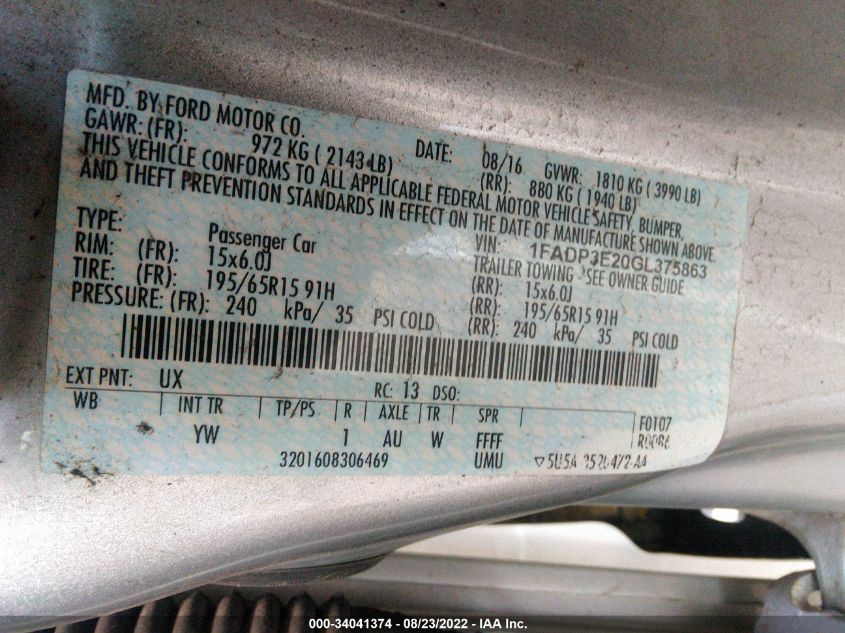 MFD. BY FORD MOTOR CO.
DATE: 08/16 GVWR: 1810 KG ( 3990 LB)
GAWR: (FR): 972 KG ( 2143 LB) (RR): 880 KG ( 1940 LB)
THIS VEHICLE CONFORMS TO ALL APPLICABLE FEDERAL MOTOR VEHICLE SAFETY, BUMPER,
AND THEFT PREVENTION STANDARDS IN EFFECT ON THE DATE OF MANUFACTURE SHOWN ABOVE.
VIN: 1FADP3E20GL375863
TYPE: Passenger Car TRAILER TOWING - SEE OWNER GUIDE
RIM: (FR): 15x6.0J (RR): 15x6.0J
TIRE: (FR): 195/65R15 91H (RR): 195/65R15 91H
PRESSURE: (FR): 240 kPa/ 35 PSI COLD (RR): 240 kPa/ 35 PSI COLD
EXT PNT: UX RC: 13 DSO:
WB INT TR TP/PS R AXLE TR SPR F0107
YW 1 AU W FFFF
3201608306469 UMU
000-34041374 - 08/23/2022 - IAA Inc.